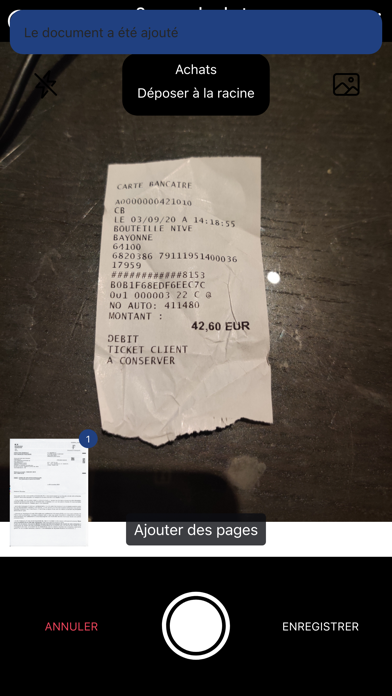 Le document a été ajouté
Achats
Déposer à la racine
CARTE BANCAIRE
A0000000421010
CB
LE 03/09/20 A 14:18:55
BOUTEILLE NIVE
BAYONNE
64100
6820386 79111951400036
17959
############8153
B0B1F68EDF6EEC7C
001 000003 22 C @
NO AUTO: 411480
MONTANT :
42,60 EUR
DEBIT
TICKET CLIENT
A CONSERVER
1
Ajouter des pages
ANNULER
ENREGISTRER